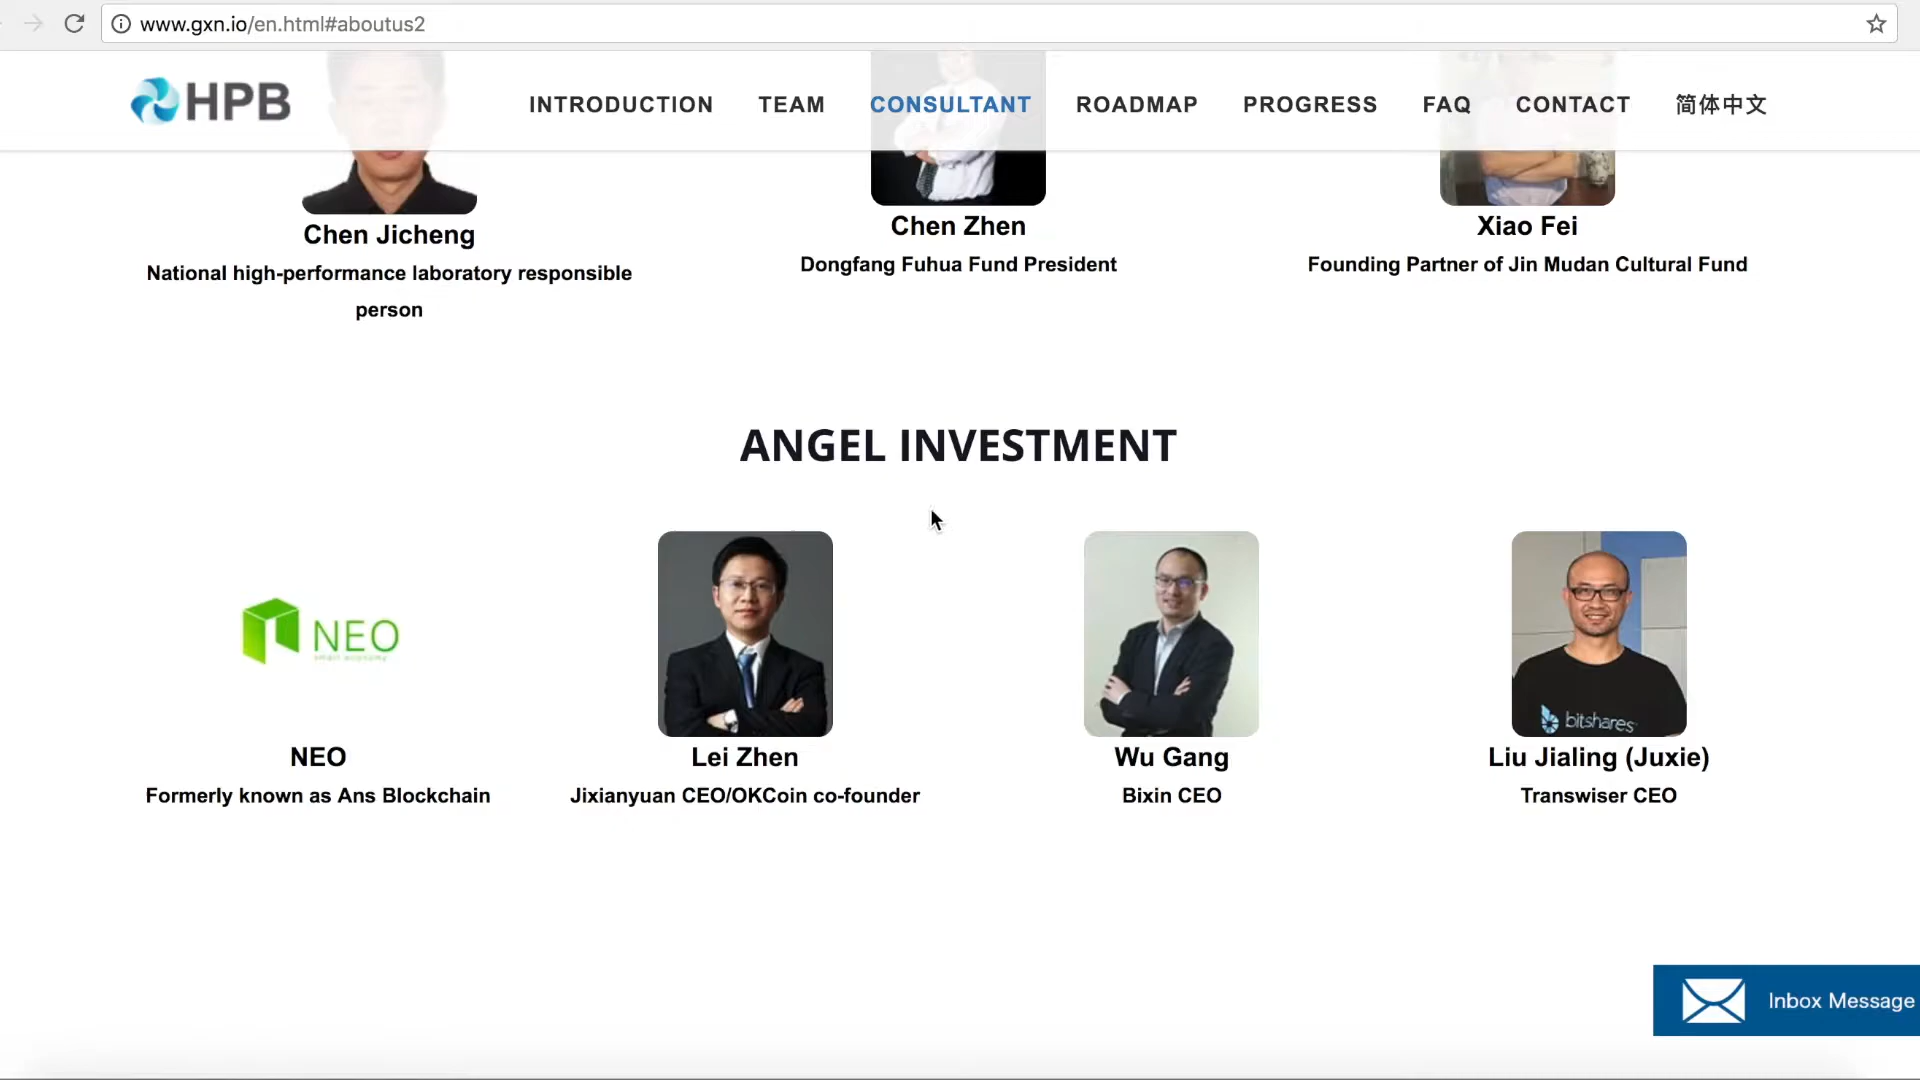 www.gxn.io/en.html#aboutus2
HPB
INTRODUCTION TEAM CONSULTANT ROADMAP PROGRESS FAQ CONTACT 简体中文
Chen Jicheng
National high-performance laboratory responsible
person
Chen Zhen
Dongfang Fuhua Fund President
Xiao Fei
Founding Partner of Jin Mudan Cultural Fund
ANGEL INVESTMENT
NEO
smart economy
NEO
Formerly known as Ans Blockchain
Lei Zhen
Jixianyuan CEO/OKCoin co-founder
Wu Gang
Bixin CEO
bitshares
Liu Jialing (Juxie)
Transwiser CEO
Inbox Message